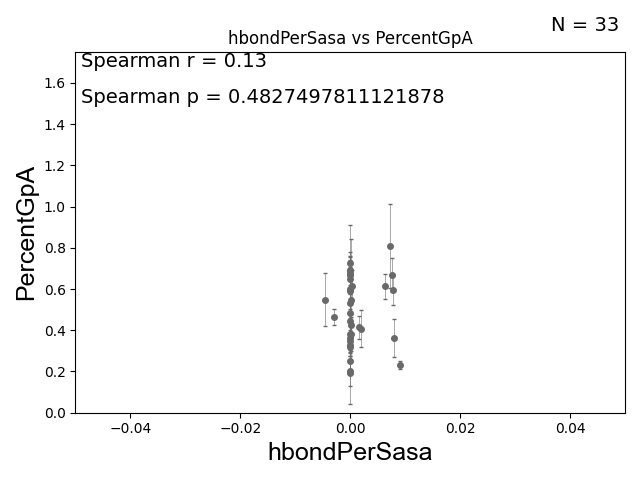 N = 33
hbondPerSasa vs PercentGpA
Spearman r = 0.13
Spearman p = 0.4827497811121878
PercentGpA
1.6
1.4
1.2
1.0
0.8
0.6
0.4
0.2
0.0
−0.04 −0.02 0.00 0.02 0.04
hbondPerSasa